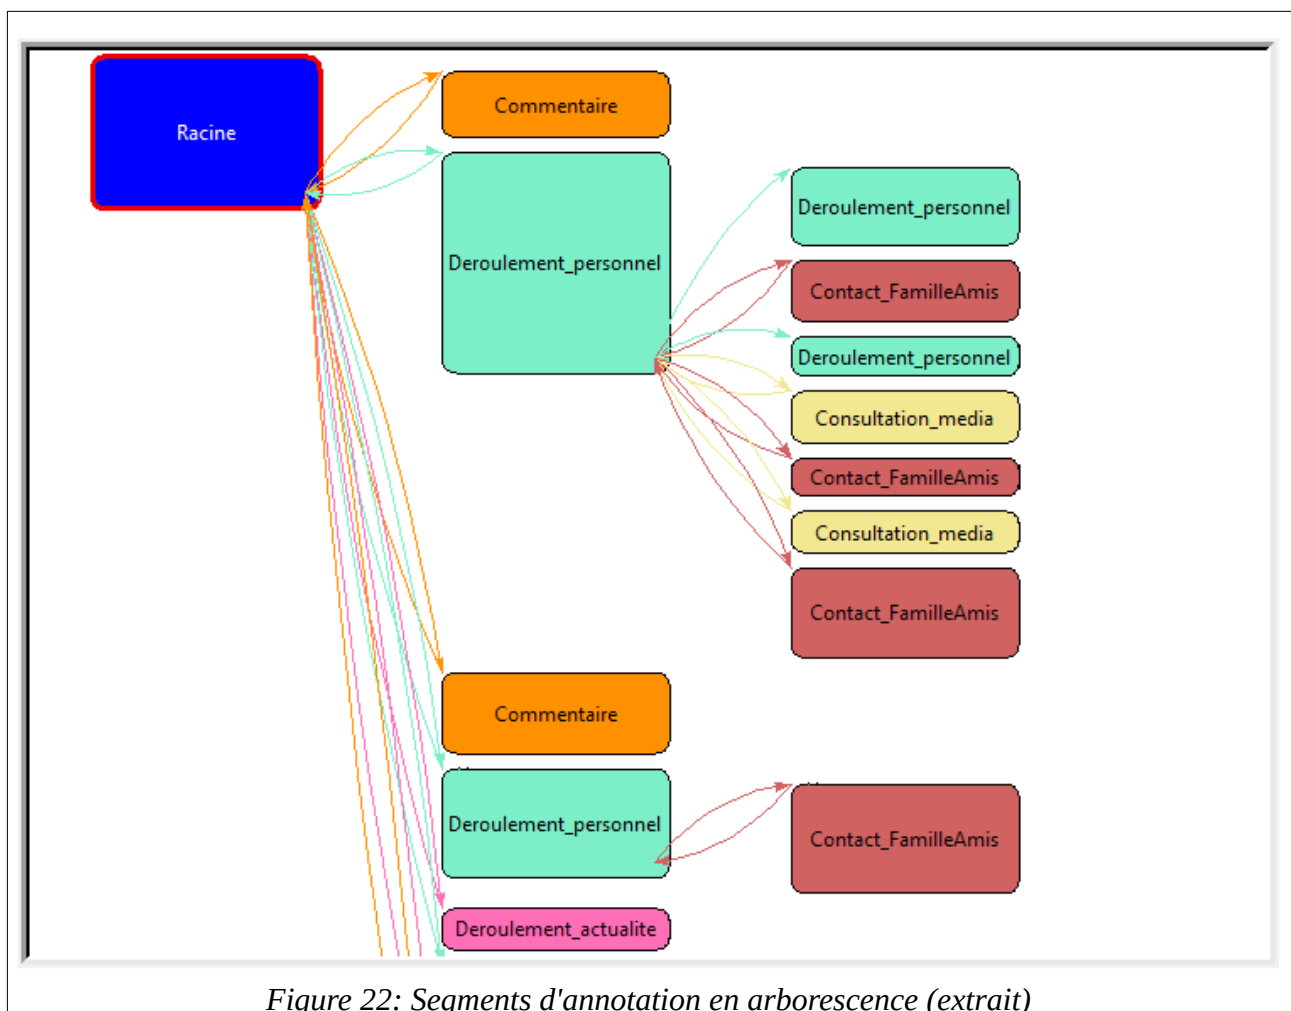 Racine
Commentaire
Deroulement_personnel
Deroulement_personnel
Contact_FamilleAmis
Deroulement_personnel
Consultation_media
Contact_FamilleAmis
Consultation_media
Contact_FamilleAmis
Commentaire
Deroulement_personnel
Contact_FamilleAmis
Deroulement_actualite
Figure 22: Segments d'annotation en arborescence (extrait)